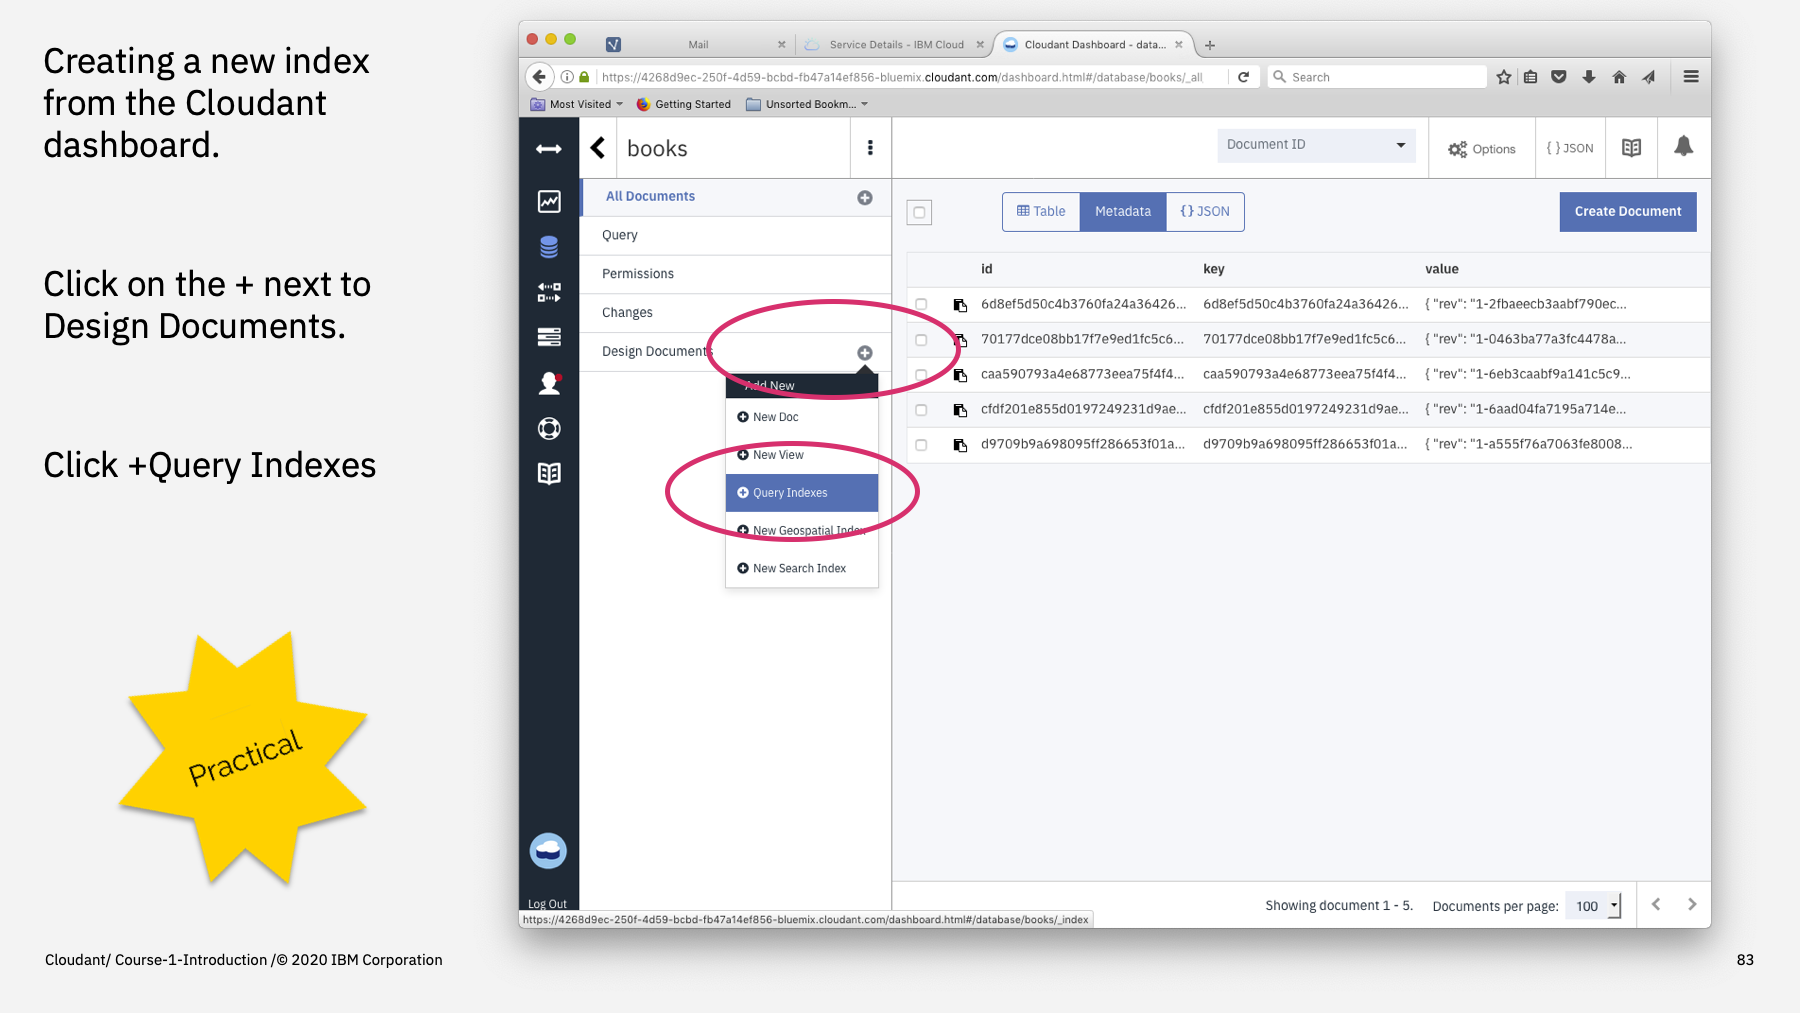 Creating a new index
from the Cloudant
dashboard.
Click on the + next to
Design Documents.
Click +Query Indexes
Practical
Mail
Service Details - IBM Cloud
Cloudant Dashboard - data...
https://4268d9ec-250f-4d59-bcbd-fb47a14ef856-bluemix.cloudant.com/dashboard.html#/database/books/_all
Search
Most Visited
Getting Started
Unsorted Bookm...
books
Document ID
Options
{ } JSON
All Documents
Query
Permissions
Changes
Design Documents
Add New
New Doc
New View
Query Indexes
New Geospatial Index
New Search Index
Table
Metadata
{ } JSON
Create Document
id key value
6d8ef5d50c4b3760fa24a36426... 6d8ef5d50c4b3760fa24a36426... { "rev": "1-2fbaeecb3aabf790ec...
70177dce08bb17f7e9ed1fc5c6... 70177dce08bb17f7e9ed1fc5c6... { "rev": "1-0463ba77a3fc4478a...
caa590793a4e68773eea75f4f4... caa590793a4e68773eea75f4f4... { "rev": "1-6eb3caabf9a141c5c9...
cfdf201e855d0197249231d9ae... cfdf201e855d0197249231d9ae... { "rev": "1-6aad04fa7195a714e...
d9709b9a698095ff286653f01a... d9709b9a698095ff286653f01a... { "rev": "1-a555f76a7063fe8008...
Log Out
Showing document 1 - 5.
Documents per page: 100
https://4268d9ec-250f-4d59-bcbd-fb47a14ef856-bluemix.cloudant.com/dashboard.html#/database/books/_index
Cloudant/ Course-1-Introduction /© 2020 IBM Corporation
83